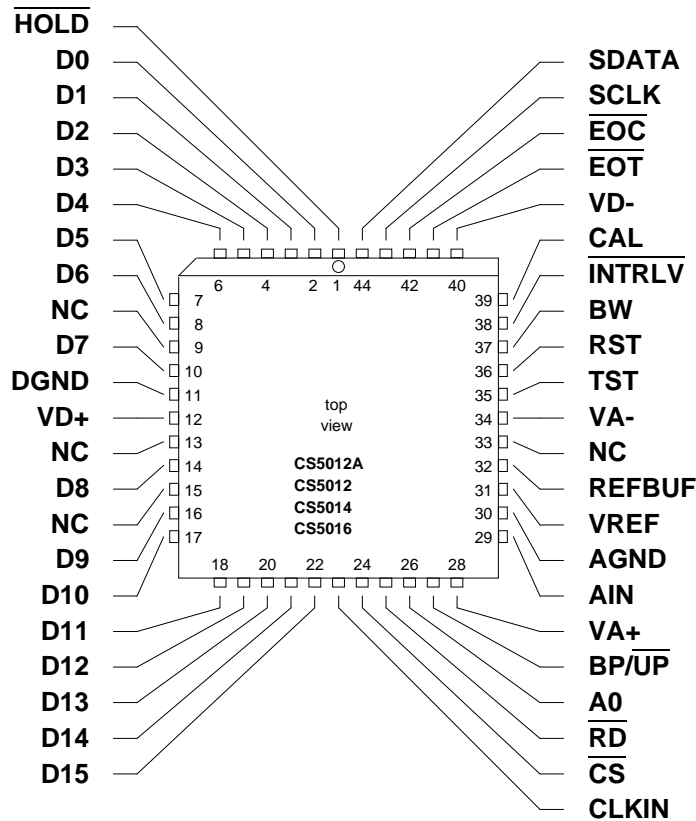 HOLD
D0
D1
D2
D3
D4
D5
D6
NC
D7
DGND
VD+
NC
D8
NC
D9
D10
D11
D12
D13
D14
D15
SDATA
SCLK
EOC
EOT
VD-
CAL
INTRLV
BW
RST
TST
VA-
NC
REFBUF
VREF
AGND
AIN
VA+
BP/UP
A0
RD
CS
CLKIN
6 4 2 1 44 42 40
7
8
9
10
11
12
13
14
15
16
17
39
38
37
36
35
34
33
32
31
30
29
top
view
CS5012A
CS5012
CS5014
CS5016
18 20 22 24 26 28